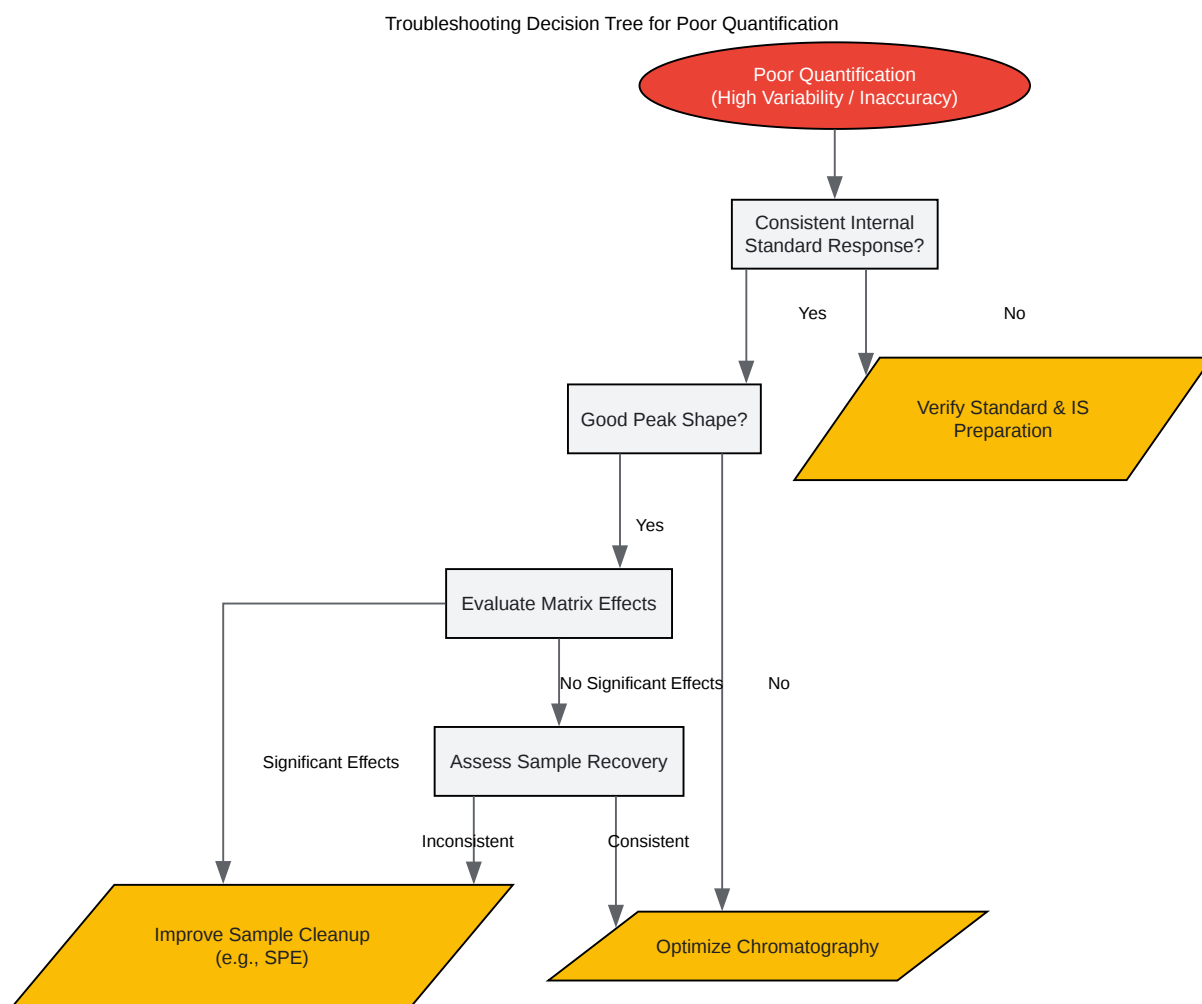 Troubleshooting Decision Tree for Poor Quantification
Poor Quantification
(High Variability / Inaccuracy)
Consistent Internal
Standard Response?
Yes
No
Good Peak Shape?
Verify Standard & IS
Preparation
Yes
Evaluate Matrix Effects
No Significant Effects
No
Significant Effects
Assess Sample Recovery
Inconsistent
Consistent
Improve Sample Cleanup
(e.g., SPE)
Optimize Chromatography